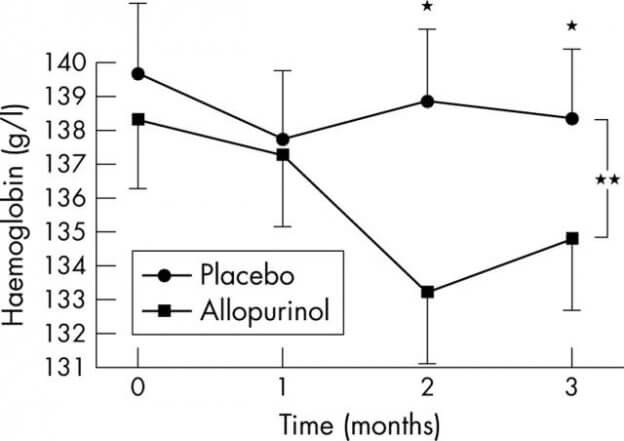 ★
★
140
139
138
137
136
135
134
133
132
131
Haemoglobin (g/l)
★★
Placebo
Allopurinol
0 1 2 3
Time (months)